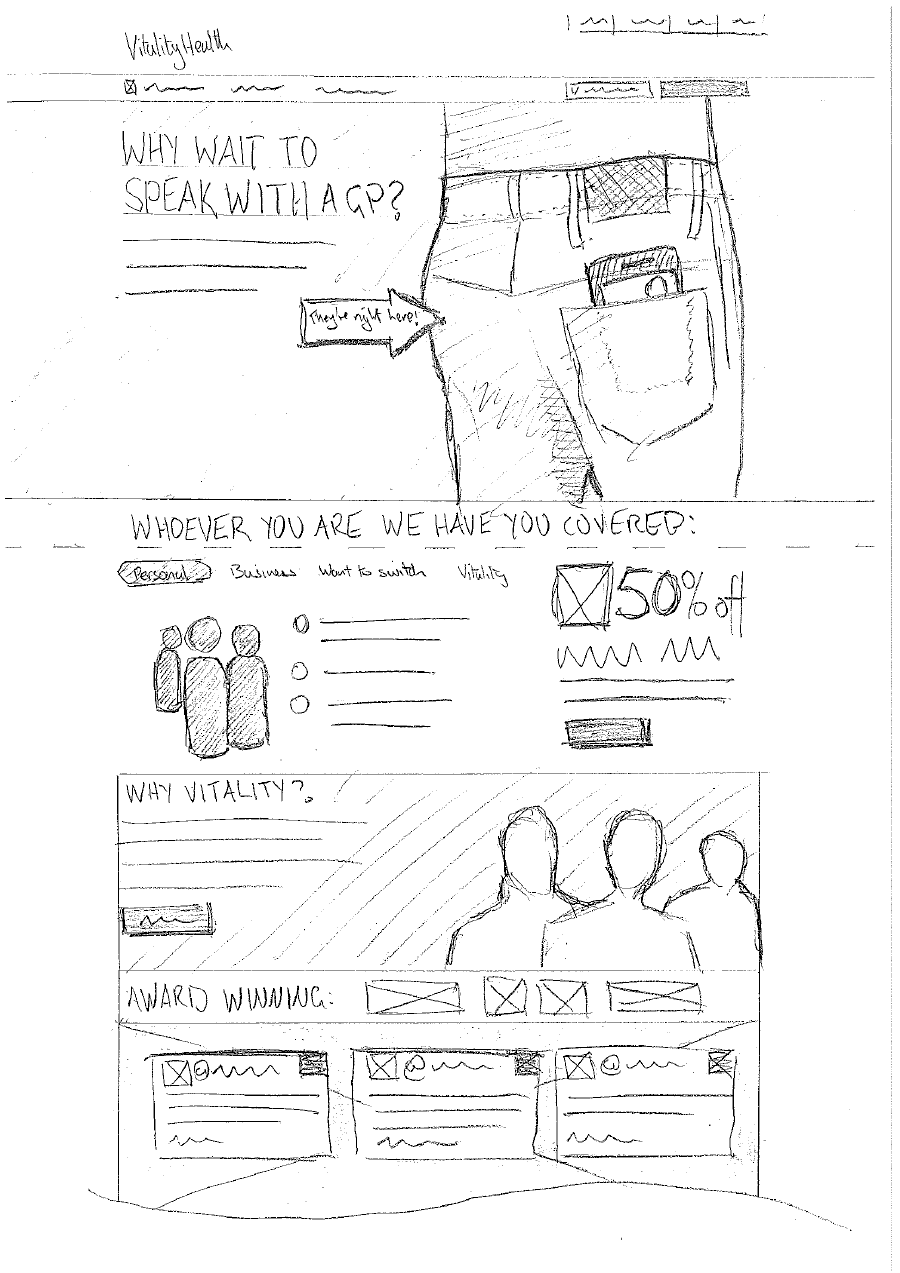 VitalityHealth
WHY WAIT TO
SPEAK WITH A GP?
They're right here!
WHOEVER YOU ARE WE HAVE YOU COVERED:
Personal Business Want to switch Vitality
50% off
WHY VITALITY?
AWARD WINNING:
@
@
@